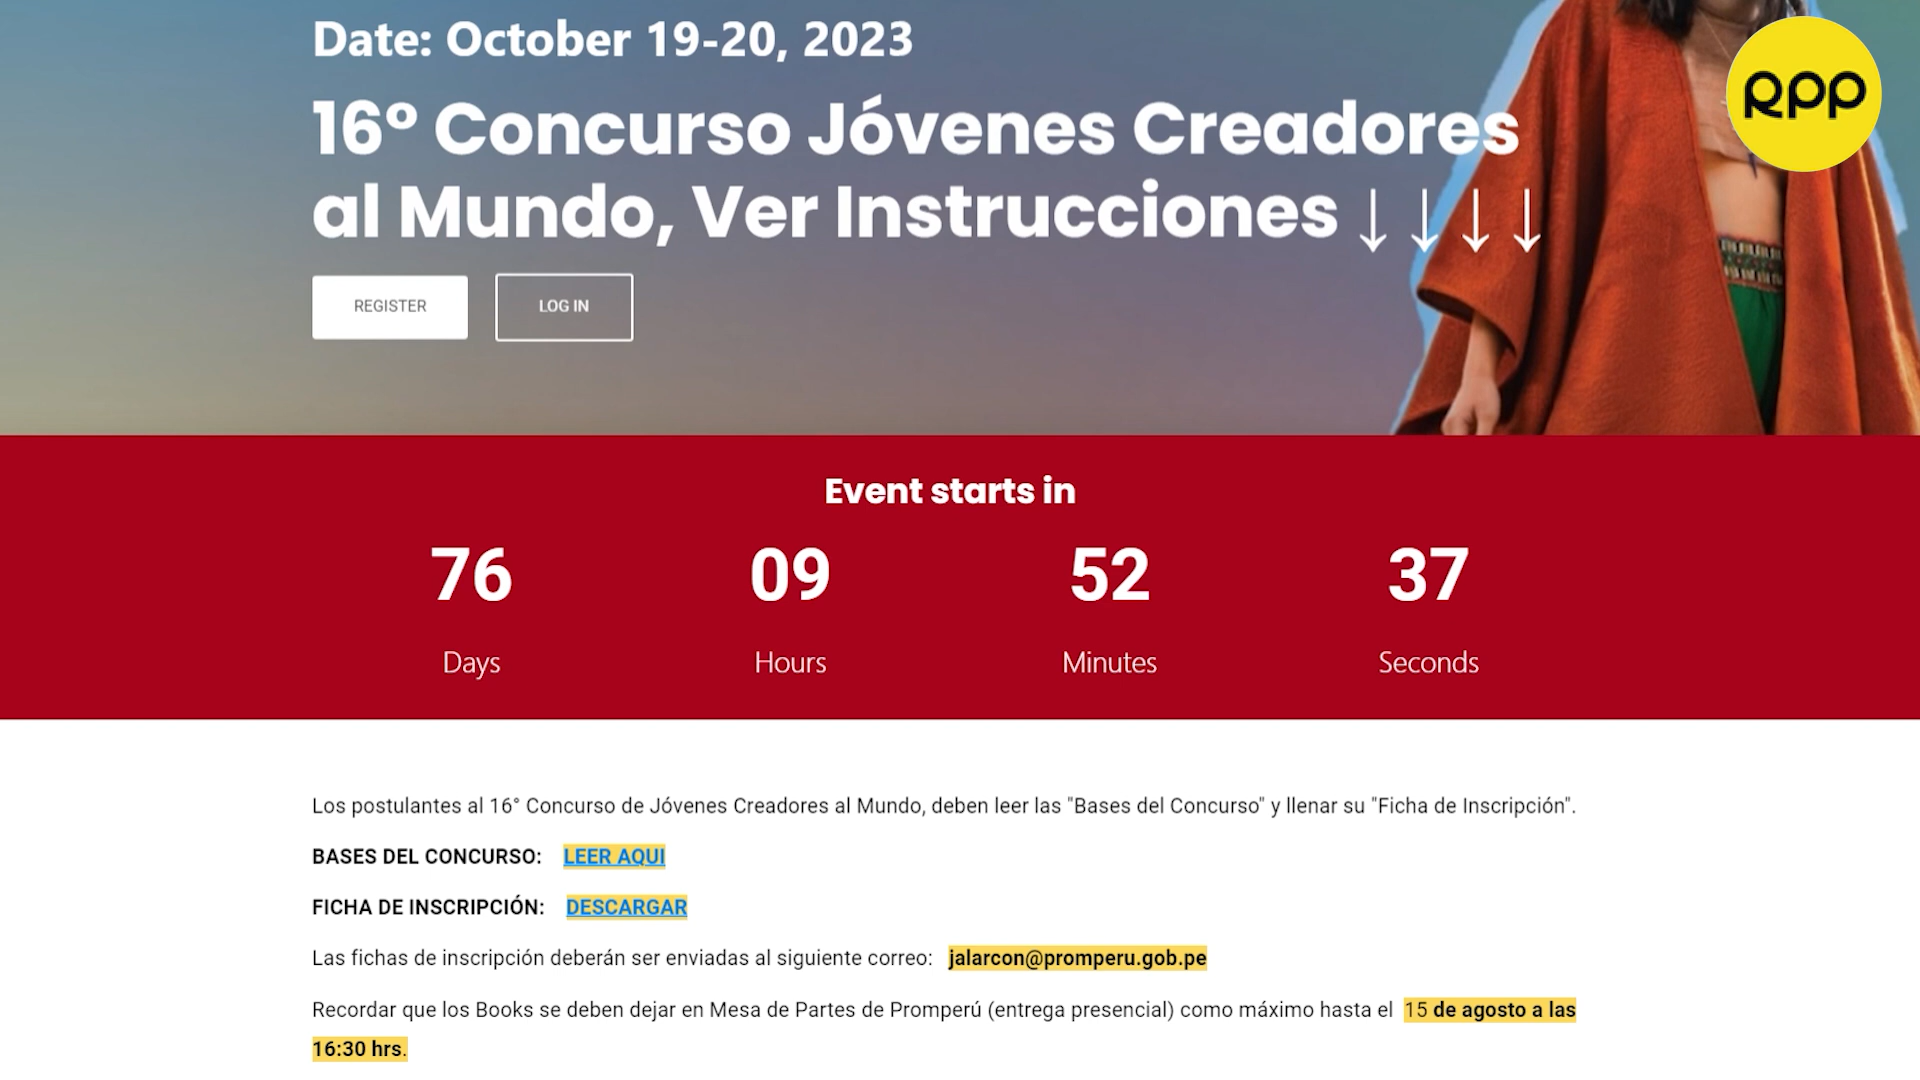 Date: October 19-20, 2023
RPP
16° Concurso Jóvenes Creadores
al Mundo, Ver Instrucciones ↓ ↓ ↓ ↓
REGISTER
LOG IN
Event starts in
76 09 52 37
Days Hours Minutes Seconds
Los postulantes al 16° Concurso de Jóvenes Creadores al Mundo, deben leer las "Bases del Concurso" y llenar su "Ficha de Inscripción".
BASES DEL CONCURSO: LEER AQUI
FICHA DE INSCRIPCIÓN: DESCARGAR
Las fichas de inscripción deberán ser enviadas al siguiente correo: jalarcon@promperu.gob.pe
Recordar que los Books se deben dejar en Mesa de Partes de Promperú (entrega presencial) como máximo hasta el 15 de agosto a las
16:30 hrs.